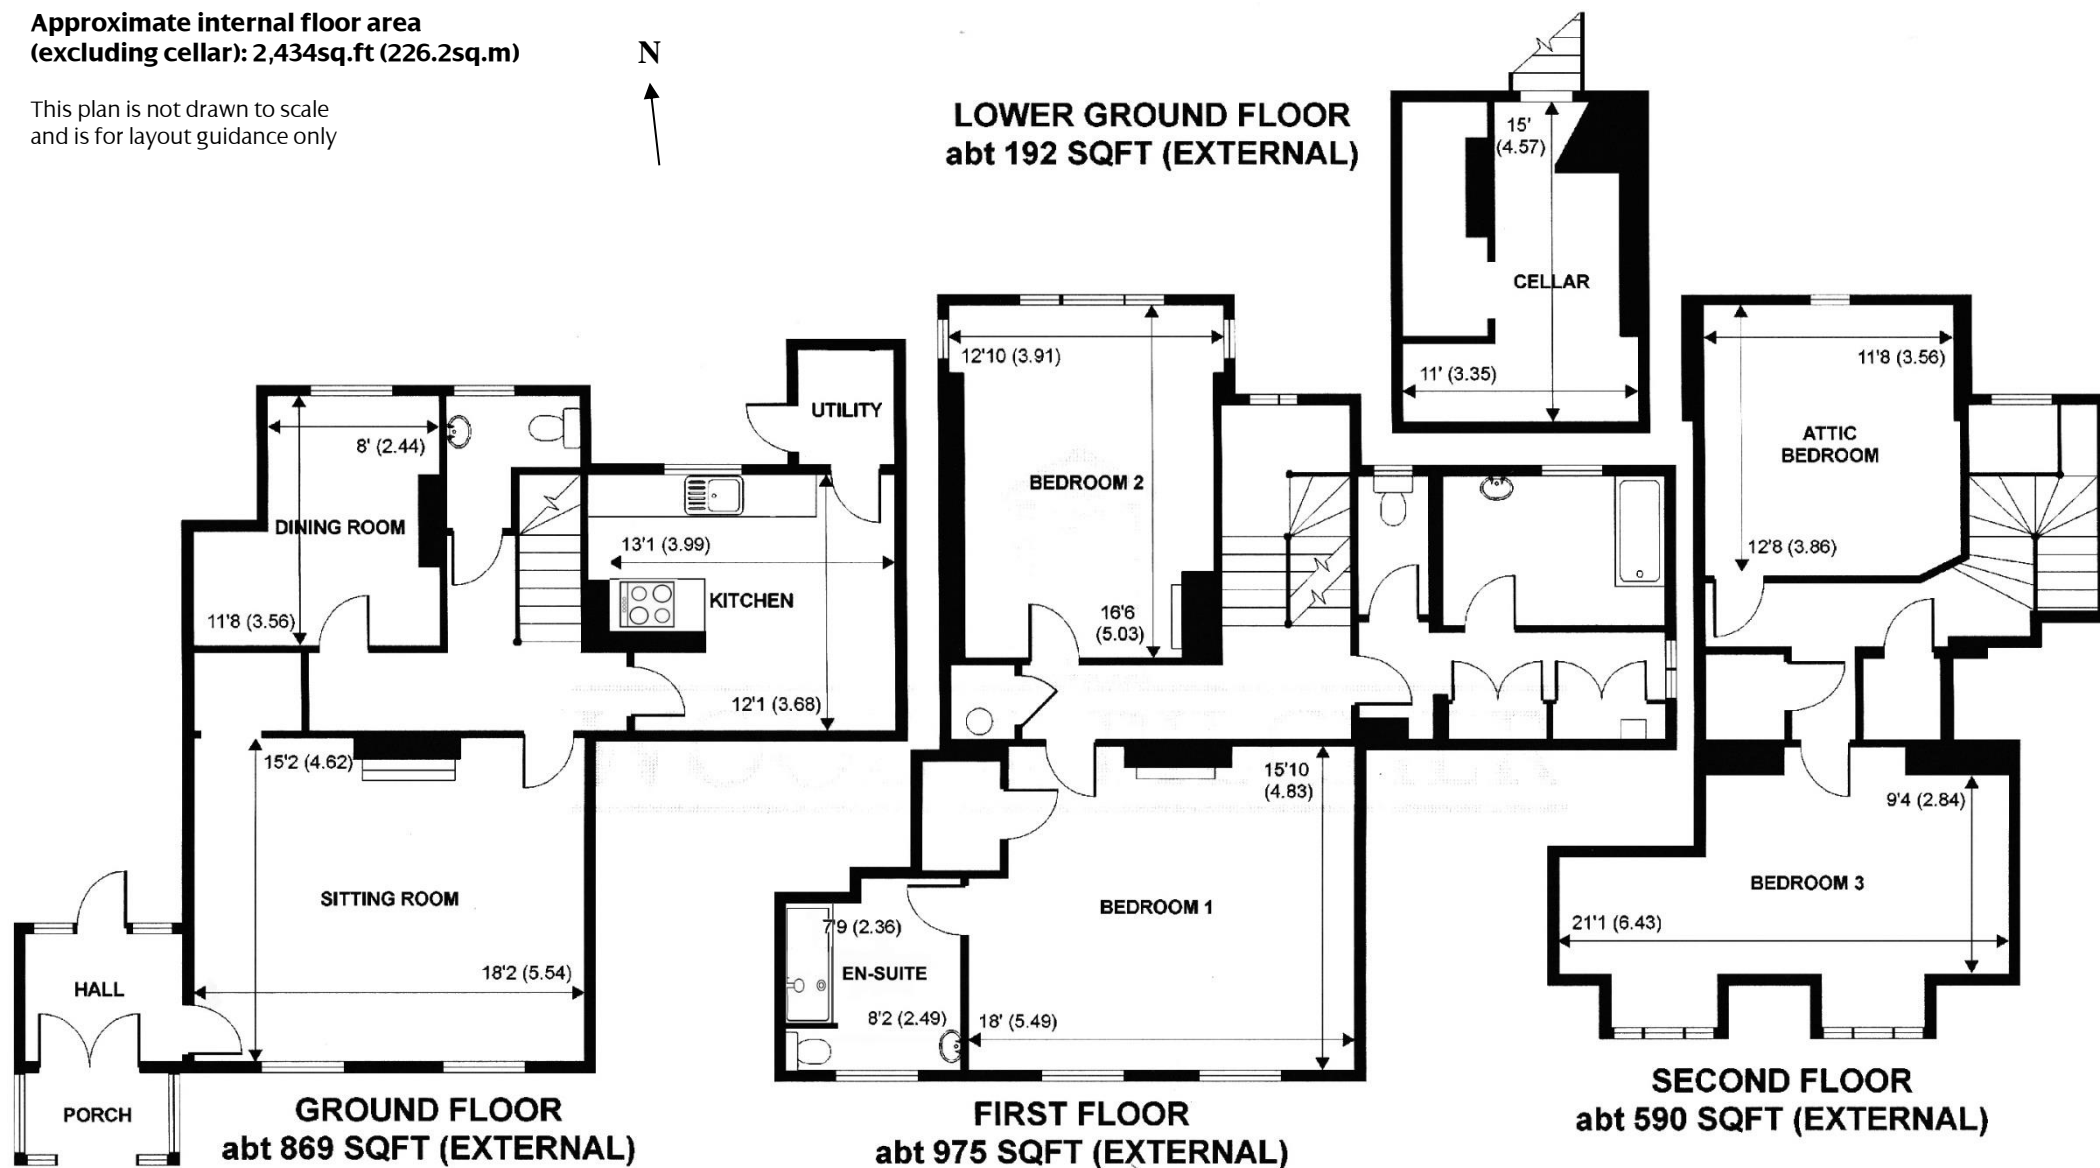 Approximate internal floor area
(excluding cellar): 2,434sq.ft (226.2sq.m)
This plan is not drawn to scale
and is for layout guidance only
N
LOWER GROUND FLOOR
abt 192 SQFT (EXTERNAL)
15'
(4.57)
CELLAR
11' (3.35)
8' (2.44)
DINING ROOM
11'8 (3.56)
UTILITY
13'1 (3.99)
KITCHEN
12'1 (3.68)
15'2 (4.62)
SITTING ROOM
18'2 (5.54)
HALL
PORCH
GROUND FLOOR
abt 869 SQFT (EXTERNAL)
12'10 (3.91)
BEDROOM 2
16'6
(5.03)
15'10
(4.83)
BEDROOM 1
7'9 (2.36)
EN-SUITE
8'2 (2.49)
18' (5.49)
FIRST FLOOR
abt 975 SQFT (EXTERNAL)
11'8 (3.56)
ATTIC
BEDROOM
12'8 (3.86)
9'4 (2.84)
BEDROOM 3
21'1 (6.43)
SECOND FLOOR
abt 590 SQFT (EXTERNAL)